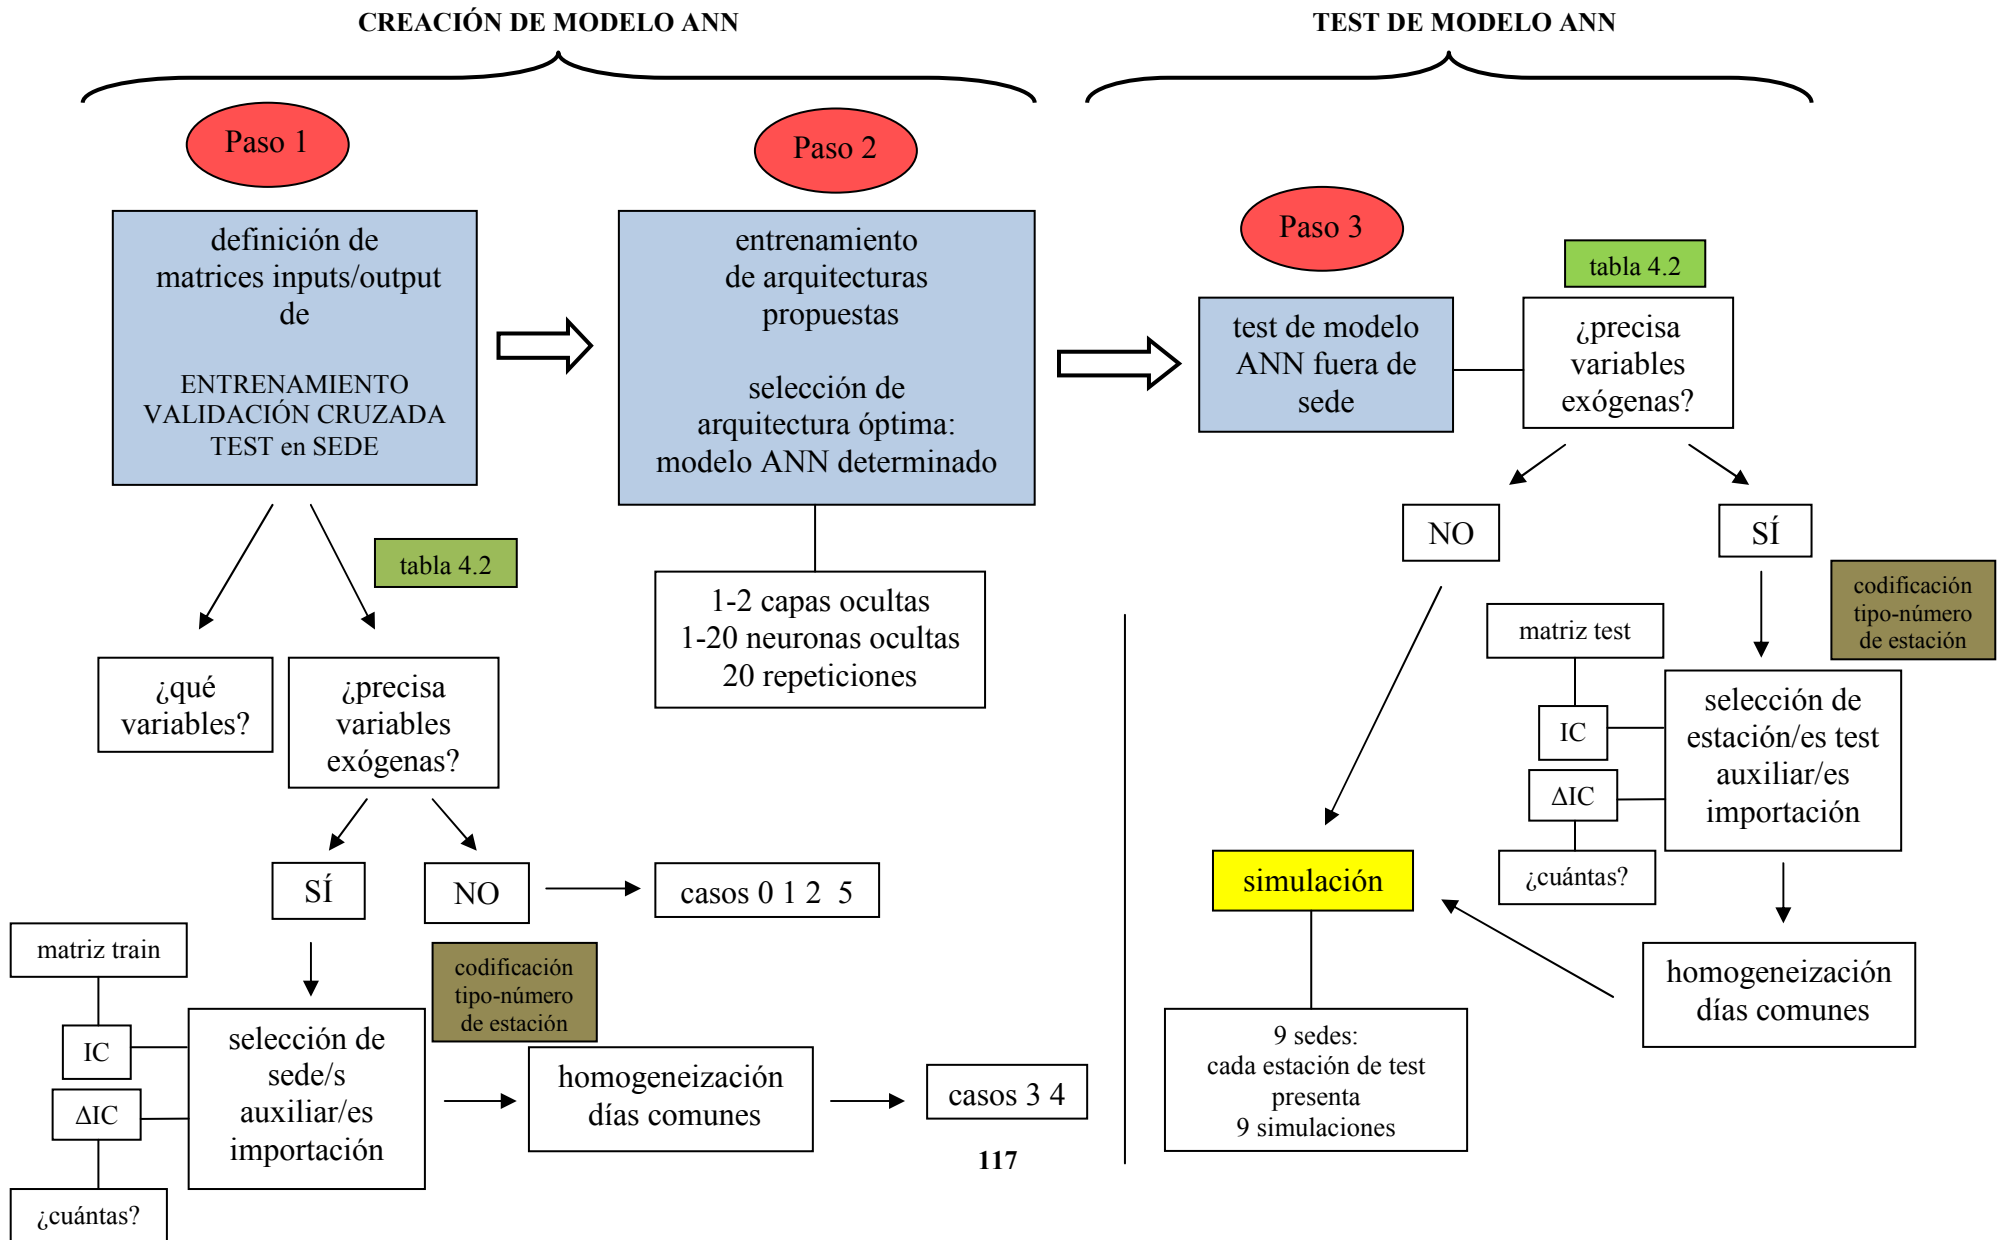 CREACIÓN DE MODELO ANN
TEST DE MODELO ANN
Paso 1
Paso 2
Paso 3
definición de
matrices inputs/output
de
ENTRENAMIENTO
VALIDACIÓN CRUZADA
TEST en SEDE
entrenamiento
de arquitecturas
propuestas
selección de
arquitectura óptima:
modelo ANN determinado
test de modelo
ANN fuera de
sede
tabla 4.2
¿precisa
variables
exógenas?
tabla 4.2
1-2 capas ocultas
1-20 neuronas ocultas
20 repeticiones
¿qué
variables?
¿precisa
variables
exógenas?
SÍ
NO
casos 0 1 2  5
matriz train
IC
ΔIC
¿cuántas?
selección de
sede/s
auxiliar/es
importación
codificación
tipo-número
de estación
homogeneización
días comunes
casos 3 4
117
NO
SÍ
codificación
tipo-número
de estación
matriz test
IC
ΔIC
¿cuántas?
selección de
estación/es test
auxiliar/es
importación
homogeneización
días comunes
simulación
9 sedes:
cada estación de test
presenta
9 simulaciones